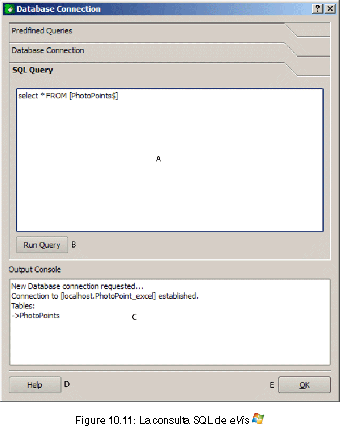 Database Connection
Predfined Queries
Database Connection
SQL Query
select * FROM [PhotoPoints$]
A
Run Query B
Output Console
New Database connection requested...
Connection to [localhost.PhotoPoint_excel] established.
Tables:
->PhotoPoints
C
Help D E OK
Figure 10.11: La consulta SQL de eVis